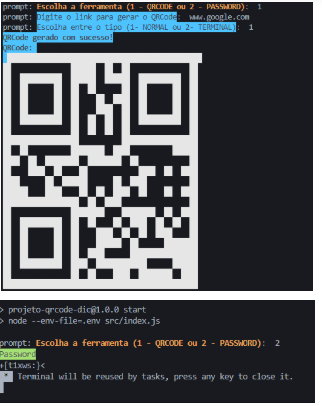 prompt: Escolha a ferramenta (1 - QRCODE ou 2 - PASSWORD): 1
prompt: Digite o link para gerar o QRCode: www.google.com
prompt: Escolha entre o tipo (1- NORMAL ou 2- TERMINAL): 1
QRCode gerado com sucesso!
QRCode:
> projeto-qrcode-dio@1.0.0 start
> node --env-file=.env src/index.js
prompt: Escolha a ferramenta (1 - QRCODE ou 2 - PASSWORD): 2
Password
+[t1xws:}<
* Terminal will be reused by tasks, press any key to close it.